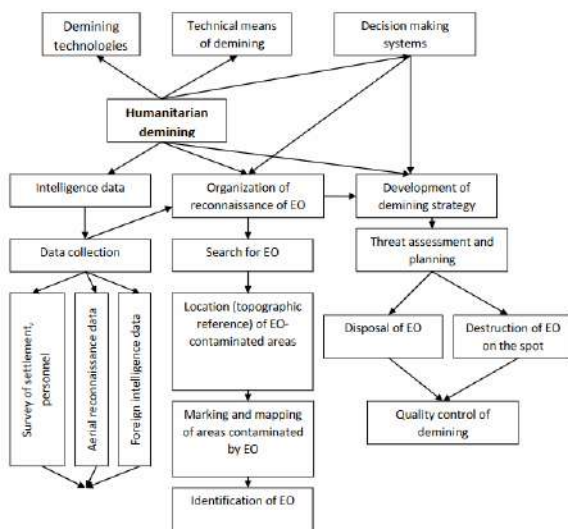 Demining
technologies
Technical means
of demining
Decision making
systems
Humanitarian
demining
Intelligence data
Organization of
reconnaissance of EO
Development of
demining strategy
Data collection
Search for EO
Threat assessment and
planning
Survey of settlement,
personnel
Aerial reconnaissance data
Foreign intelligence data
Location (topographic
reference) of EO-
contaminated areas
Disposal of EO
Destruction of EO
on the spot
Marking and mapping
of areas contaminated
by EO
Quality control of
demining
Identification of EO